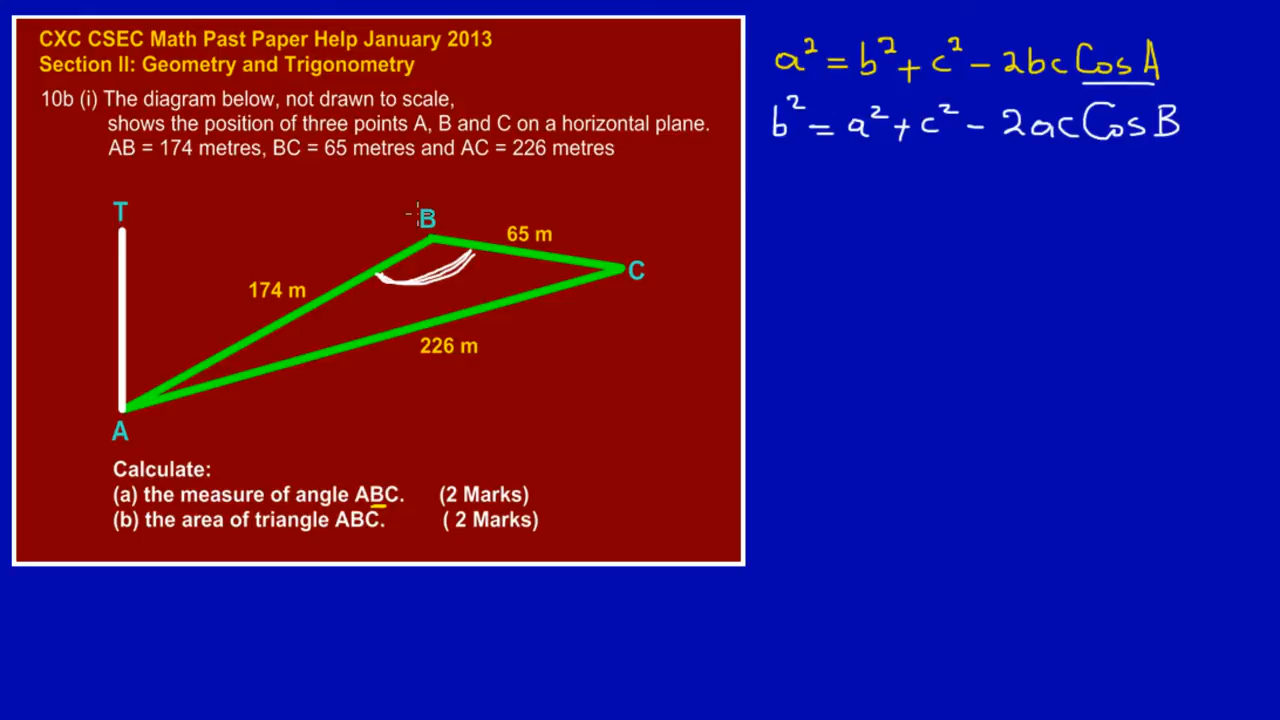 CXC CSEC Math Past Paper Help January 2013
Section II: Geometry and Trigonometry
10b (i) The diagram below, not drawn to scale,
shows the position of three points A, B and C on a horizontal plane.
AB = 174 metres, BC = 65 metres and AC = 226 metres
T
B
65 m
C
174 m
226 m
A
Calculate:
(a) the measure of angle ABC. (2 Marks)
(b) the area of triangle ABC. ( 2 Marks)
a² = b² + c² - 2bc Cos A
b² = a² + c² - 2ac Cos B